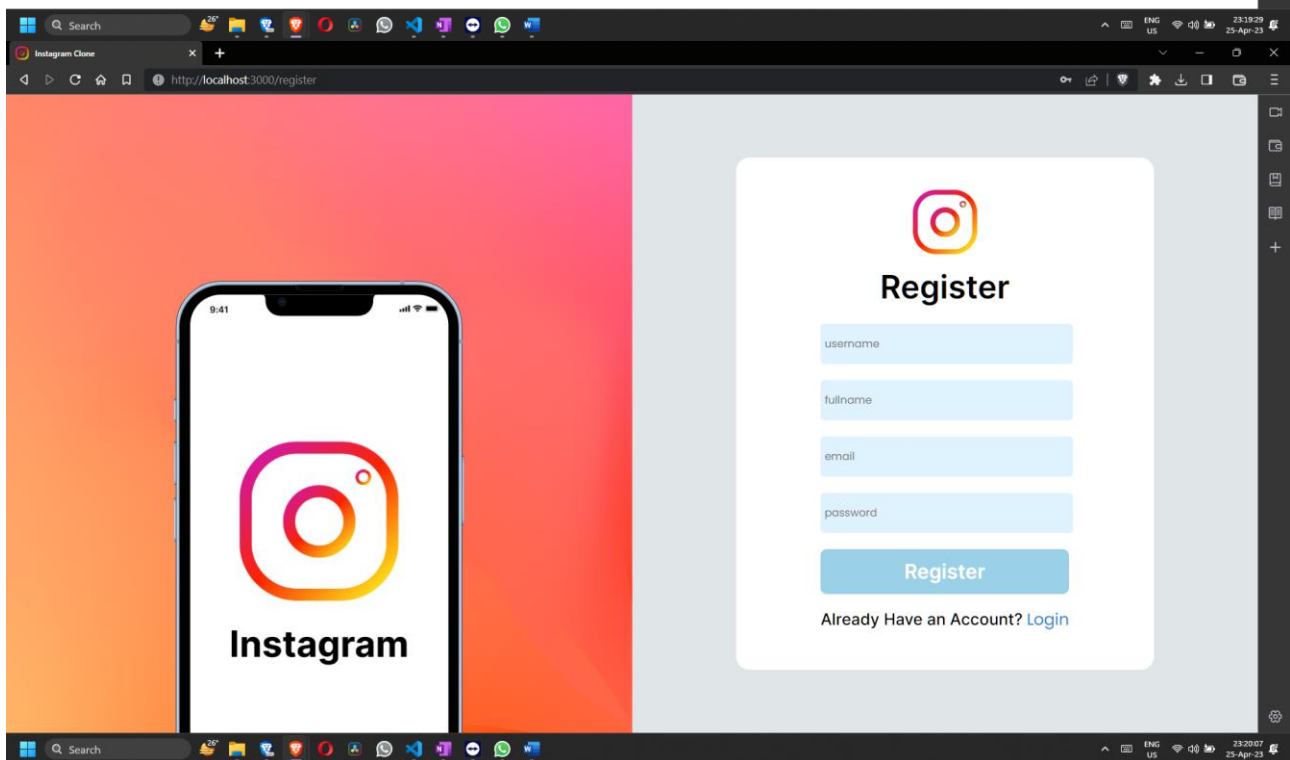 Search
26°
ENG
US
23:19:29
25-Apr-23
Instagram Clone
http://localhost:3000/register
9:41
Instagram
Register
username
fullname
email
password
Register
Already Have an Account? Login
Search
26°
ENG
US
23:20:07
25-Apr-23